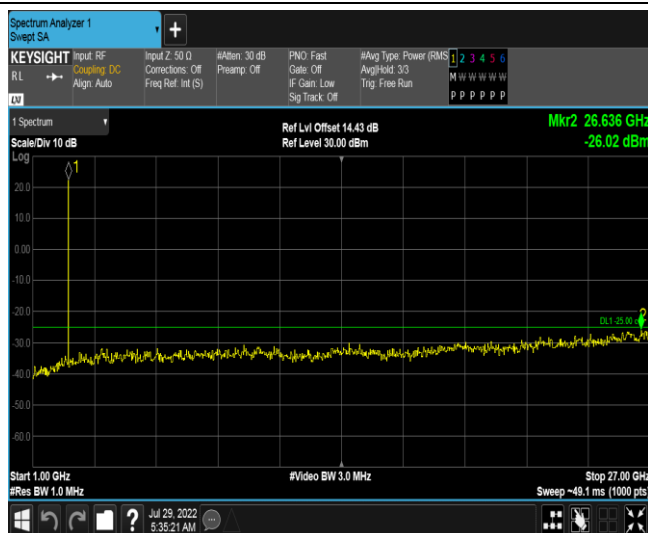 Spectrum Analyzer 1
Swept SA
+
KEYSIGHT
RL
LXI
Input: RF
Coupling: DC
Align: Auto
Input Z: 50 Ω
Corrections: Off
Freq Ref: Int (S)
#Atten: 30 dB
Preamp: Off
PNO: Fast
Gate: Off
IF Gain: Low
Sig Track: Off
#Avg Type: Power (RMS
Avg|Hold: 3/3
Trig: Free Run
1 2 3 4 5 6
M W W W W W
P P P P P P
1 Spectrum
Scale/Div 10 dB
Log
Ref Lvl Offset 14.43 dB
Ref Level 30.00 dBm
Mkr2 26.636 GHz
-26.02 dBm
1
20.0
10.0
0.00
-10.0
-20.0
DL1 -25.00
-30.0
-40.0
-50.0
-60.0
Start 1.00 GHz
#Res BW 1.0 MHz
#Video BW 3.0 MHz
Stop 27.00 GHz
Sweep ~49.1 ms (1000 pts)
?
Jul 29, 2022
5:35:21 AM